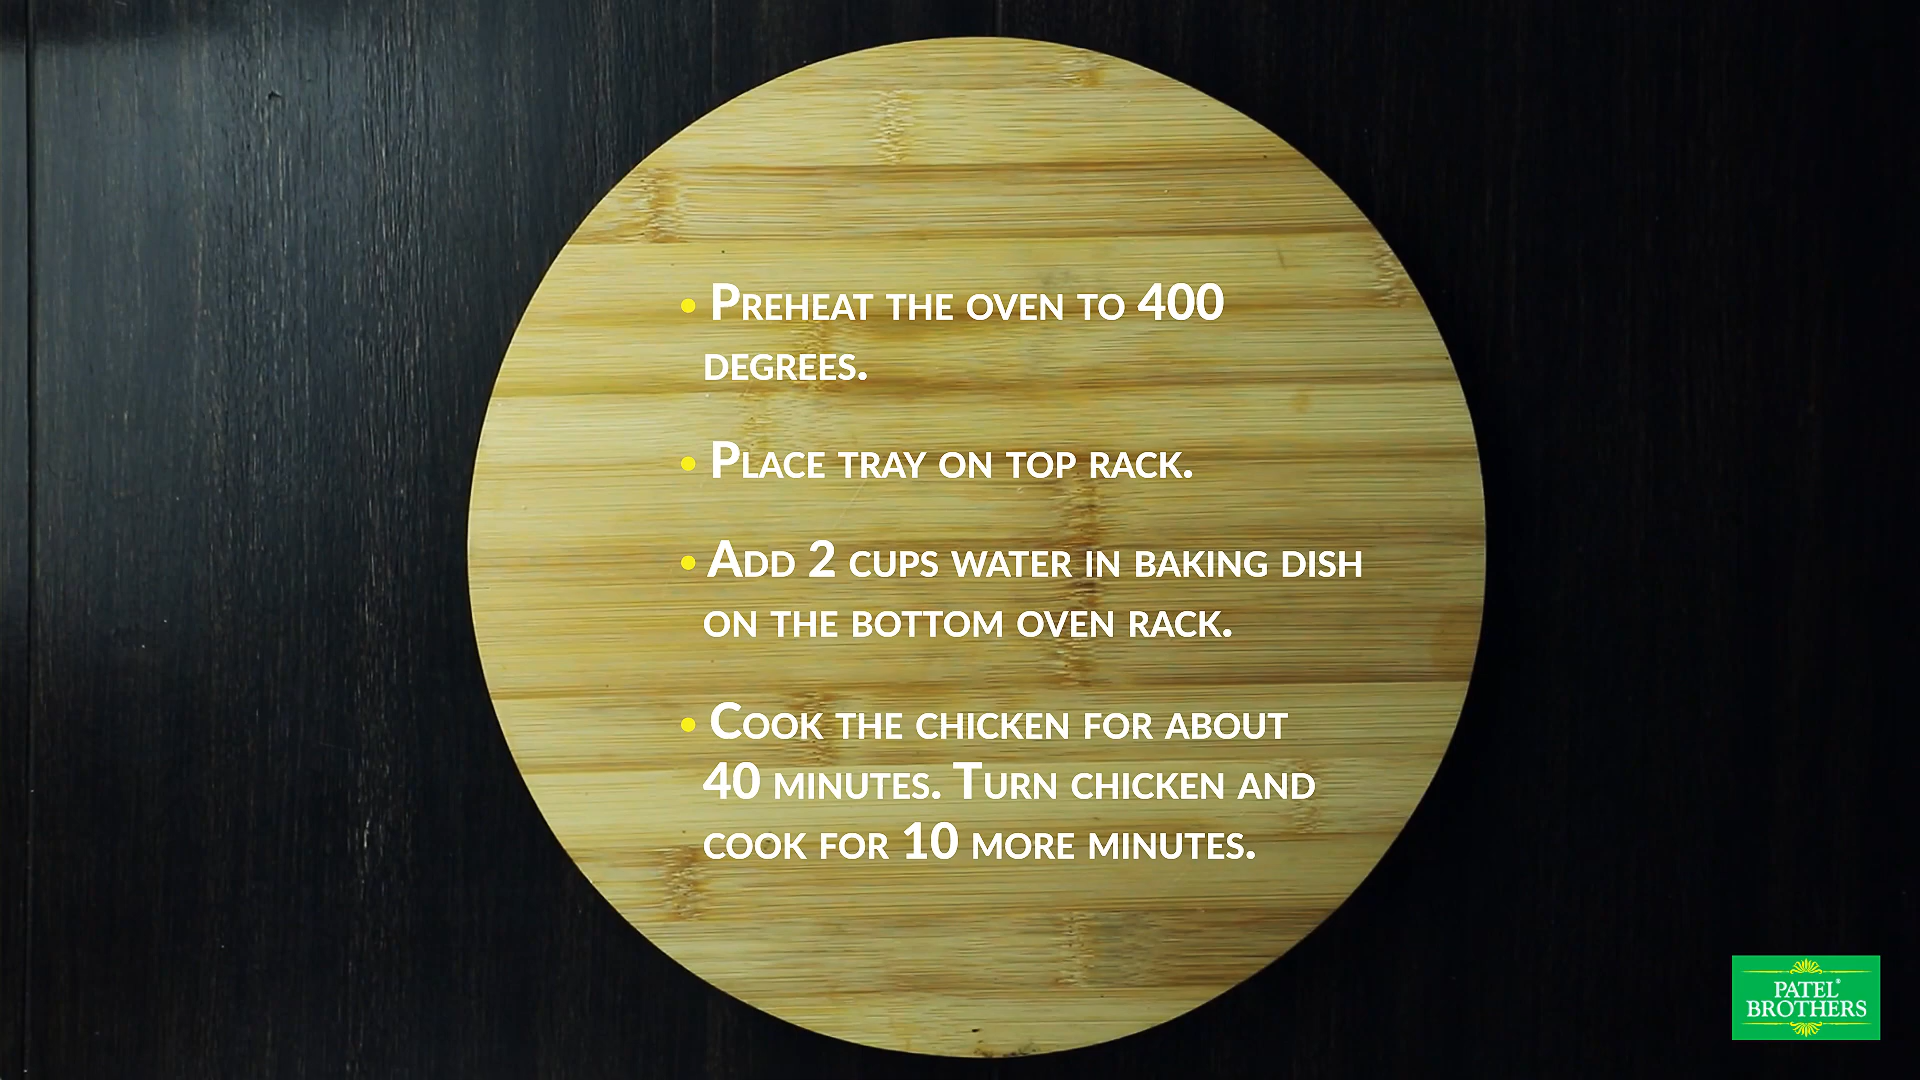 • Preheat the oven to 400
degrees.
• Place tray on top rack.
• Add 2 cups water in baking dish
on the bottom oven rack.
• Cook the chicken for about
40 minutes. Turn chicken and
cook for 10 more minutes.
PATEL
BROTHERS